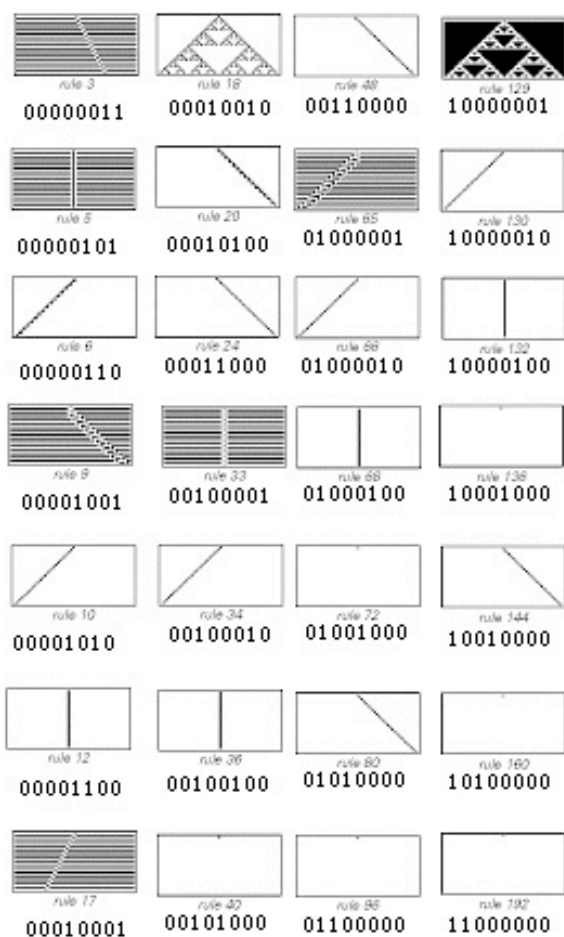 rule 3 rule 18 rule 48 rule 129
00000011 00010010 00110000 10000001
rule 5 rule 20 rule 65 rule 130
00000101 00010100 01000001 10000010
rule 6 rule 24 rule 66 rule 132
00000110 00011000 01000010 10000100
rule 9 rule 33 rule 68 rule 136
00001001 00100001 01000100 10001000
rule 10 rule 34 rule 72 rule 144
00001010 00100010 01001000 10010000
rule 12 rule 36 rule 80 rule 160
00001100 00100100 01010000 10100000
rule 17 rule 40 rule 96 rule 192
00010001 00101000 01100000 11000000